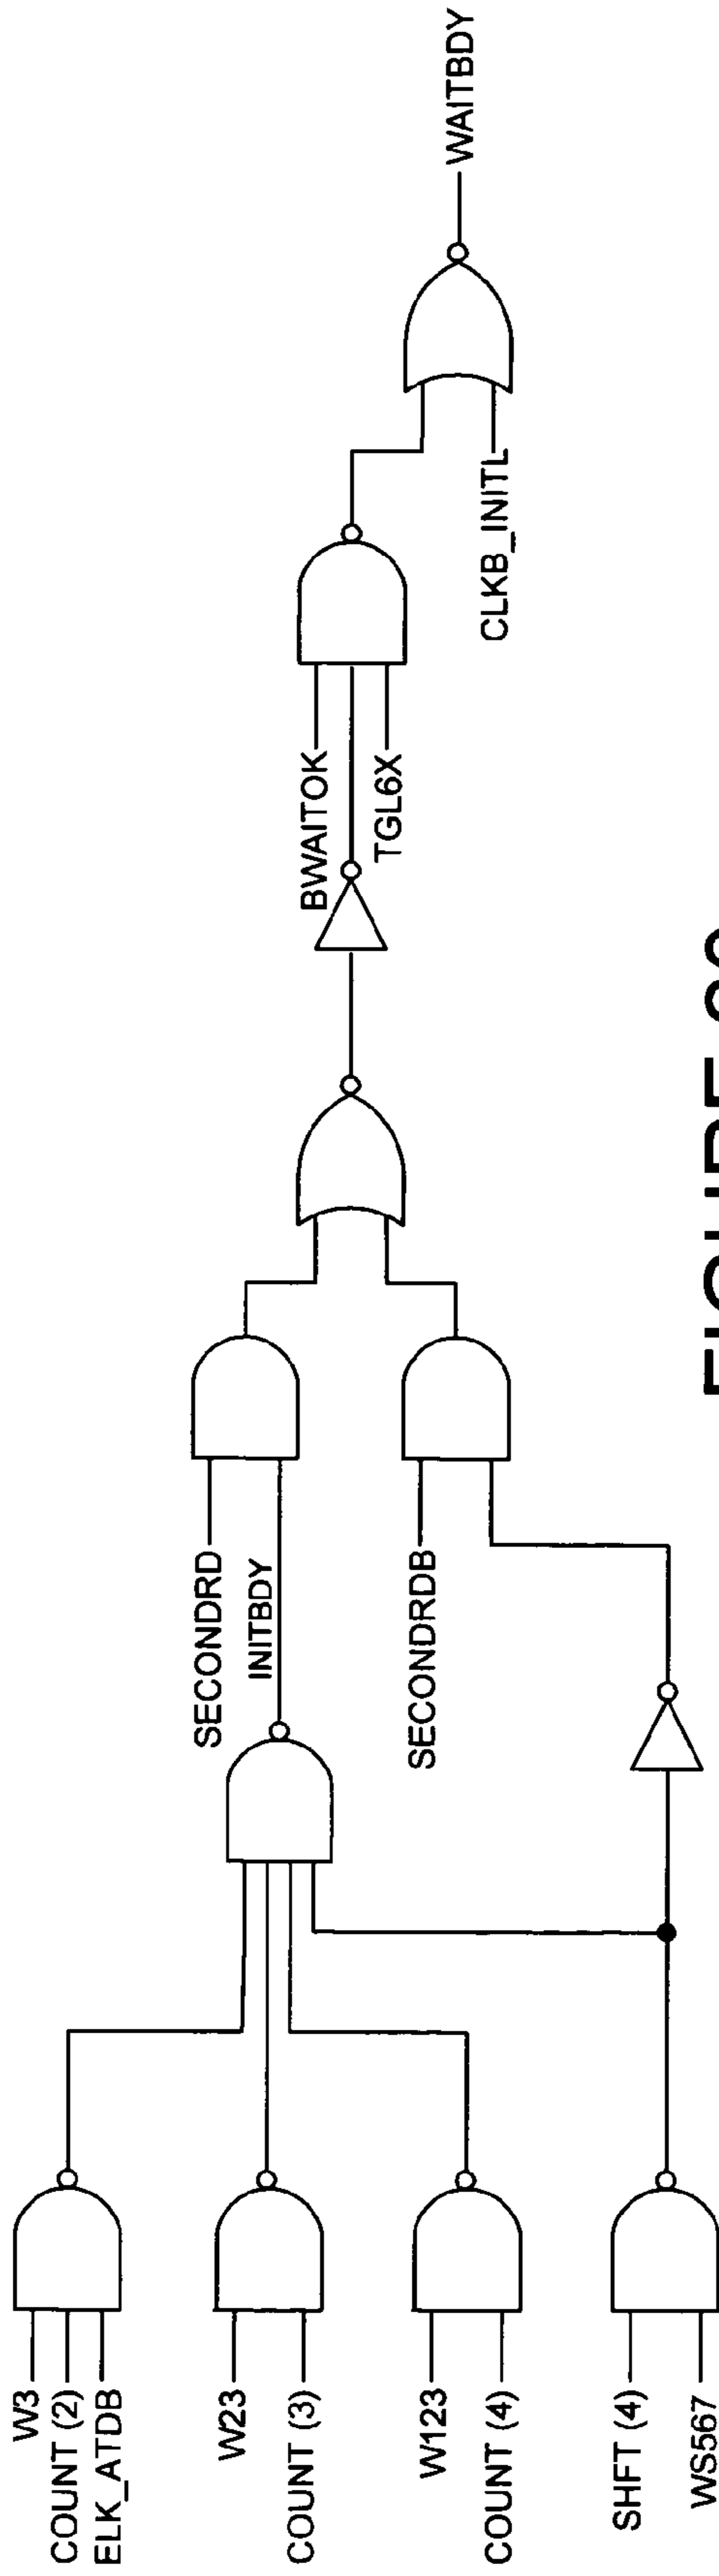 W3
COUNT (2)
ELK_ATDB
W23
COUNT (3)
W123
COUNT (4)
SHFT (4)
WS567
SECONDRD
INITBDY
SECONDRDB
BWAITOK
TGL6X
CLKB_INITL
WAITBDY